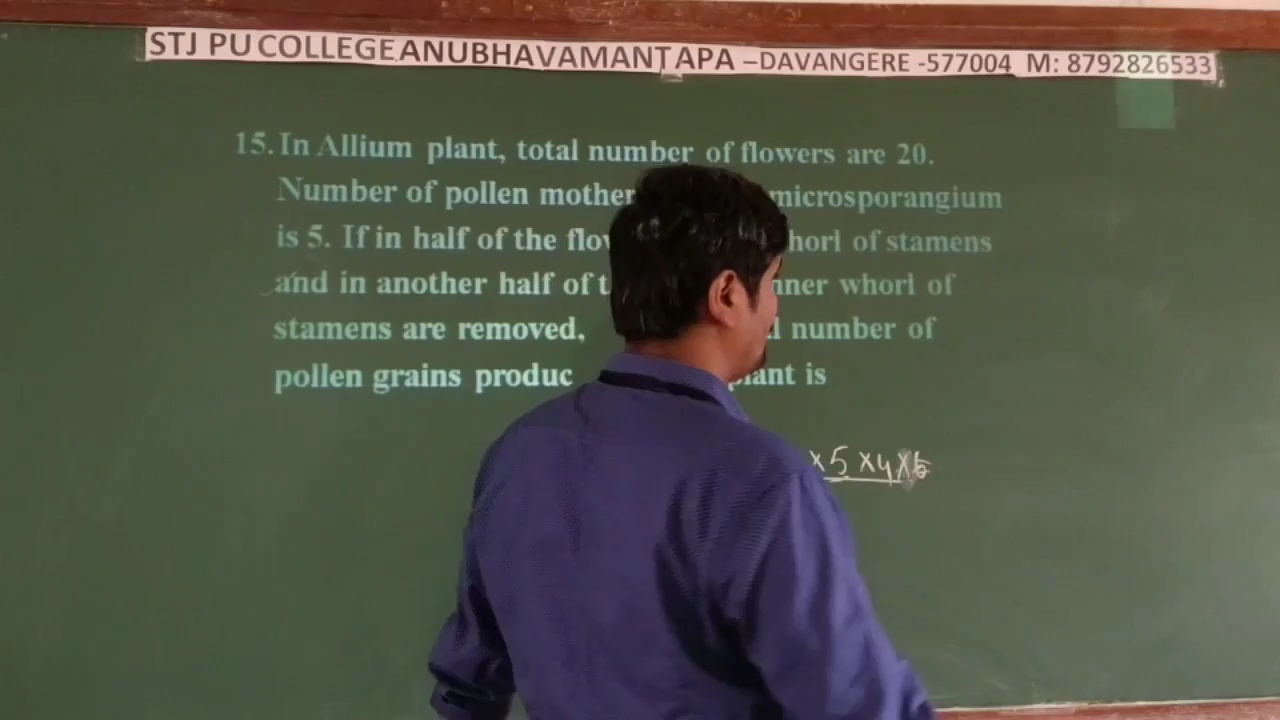 STJ PU COLLEGE ANUBHAVAMANTAPA –DAVANGERE -577004 M: 8792826533
15. In Allium plant, total number of flowers are 20.
Number of pollen mother microsporangium
is 5. If in half of the whorl of stamens
and in another half of whorl of
stamens are removed, number of
pollen grains produc plant is
×5 ×4×